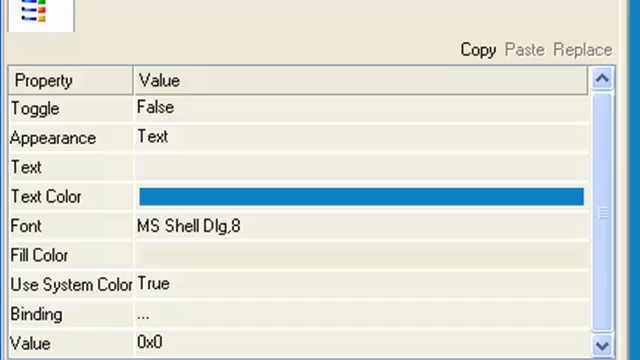 Copy Paste Replace
Property Value
Toggle False
Appearance Text
Text
Text Color
Font MS Shell Dlg,8
Fill Color
Use System Color True
Binding ...
Value 0x0